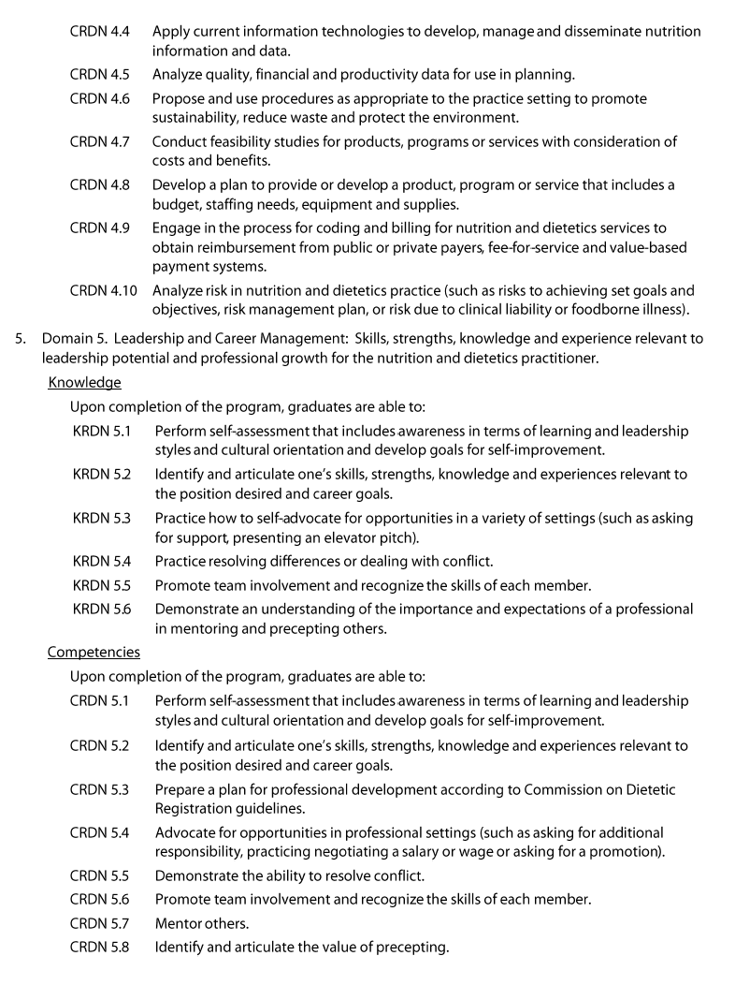 CRDN 4.4 Apply current information technologies to develop, manage and disseminate nutrition
information and data.
CRDN 4.5 Analyze quality, financial and productivity data for use in planning.
CRDN 4.6 Propose and use procedures as appropriate to the practice setting to promote
sustainability, reduce waste and protect the environment.
CRDN 4.7 Conduct feasibility studies for products, programs or services with consideration of
costs and benefits.
CRDN 4.8 Develop a plan to provide or develop a product, program or service that includes a
budget, staffing needs, equipment and supplies.
CRDN 4.9 Engage in the process for coding and billing for nutrition and dietetics services to
obtain reimbursement from public or private payers, fee-for-service and value-based
payment systems.
CRDN 4.10 Analyze risk in nutrition and dietetics practice (such as risks to achieving set goals and
objectives, risk management plan, or risk due to clinical liability or foodborne illness).
5. Domain 5. Leadership and Career Management: Skills, strengths, knowledge and experience relevant to
leadership potential and professional growth for the nutrition and dietetics practitioner.
Knowledge
Upon completion of the program, graduates are able to:
KRDN 5.1 Perform self-assessment that includes awareness in terms of learning and leadership
styles and cultural orientation and develop goals for self-improvement.
KRDN 5.2 Identify and articulate one’s skills, strengths, knowledge and experiences relevant to
the position desired and career goals.
KRDN 5.3 Practice how to self-advocate for opportunities in a variety of settings (such as asking
for support, presenting an elevator pitch).
KRDN 5.4 Practice resolving differences or dealing with conflict.
KRDN 5.5 Promote team involvement and recognize the skills of each member.
KRDN 5.6 Demonstrate an understanding of the importance and expectations of a professional
in mentoring and precepting others.
Competencies
Upon completion of the program, graduates are able to:
CRDN 5.1 Perform self-assessment that includes awareness in terms of learning and leadership
styles and cultural orientation and develop goals for self-improvement.
CRDN 5.2 Identify and articulate one’s skills, strengths, knowledge and experiences relevant to
the position desired and career goals.
CRDN 5.3 Prepare a plan for professional development according to Commission on Dietetic
Registration guidelines.
CRDN 5.4 Advocate for opportunities in professional settings (such as asking for additional
responsibility, practicing negotiating a salary or wage or asking for a promotion).
CRDN 5.5 Demonstrate the ability to resolve conflict.
CRDN 5.6 Promote team involvement and recognize the skills of each member.
CRDN 5.7 Mentor others.
CRDN 5.8 Identify and articulate the value of precepting.